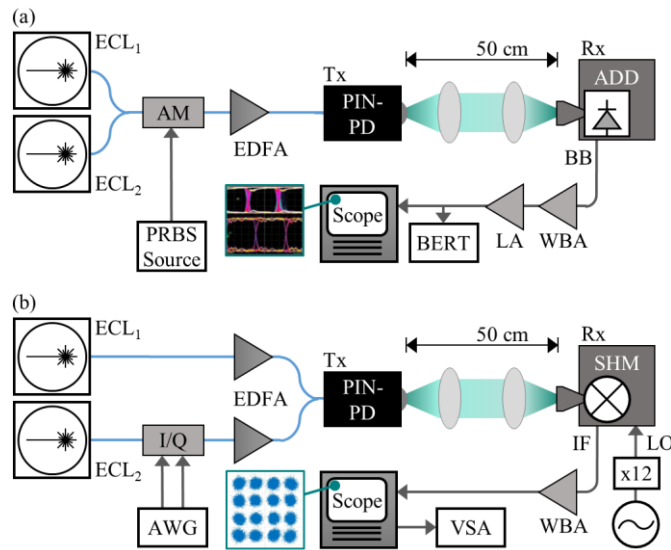 (a)
ECL1
50 cm
Rx
Tx
ADD
AM
PIN-
PD
EDFA
BB
ECL2
Scope
PRBS
Source
BERT
LA
WBA
(b)
ECL1
50 cm
Rx
Tx
SHM
EDFA
PIN-
PD
I/Q
IF
LO
ECL2
x12
Scope
AWG
VSA
WBA